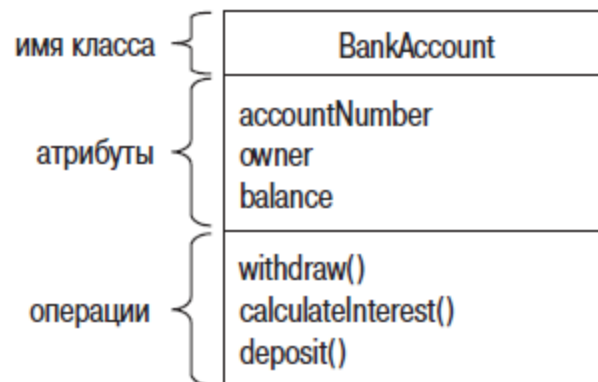 имя класса
BankAccount
атрибуты
accountNumber
owner
balance
операции
withdraw()
calculateInterest()
deposit()